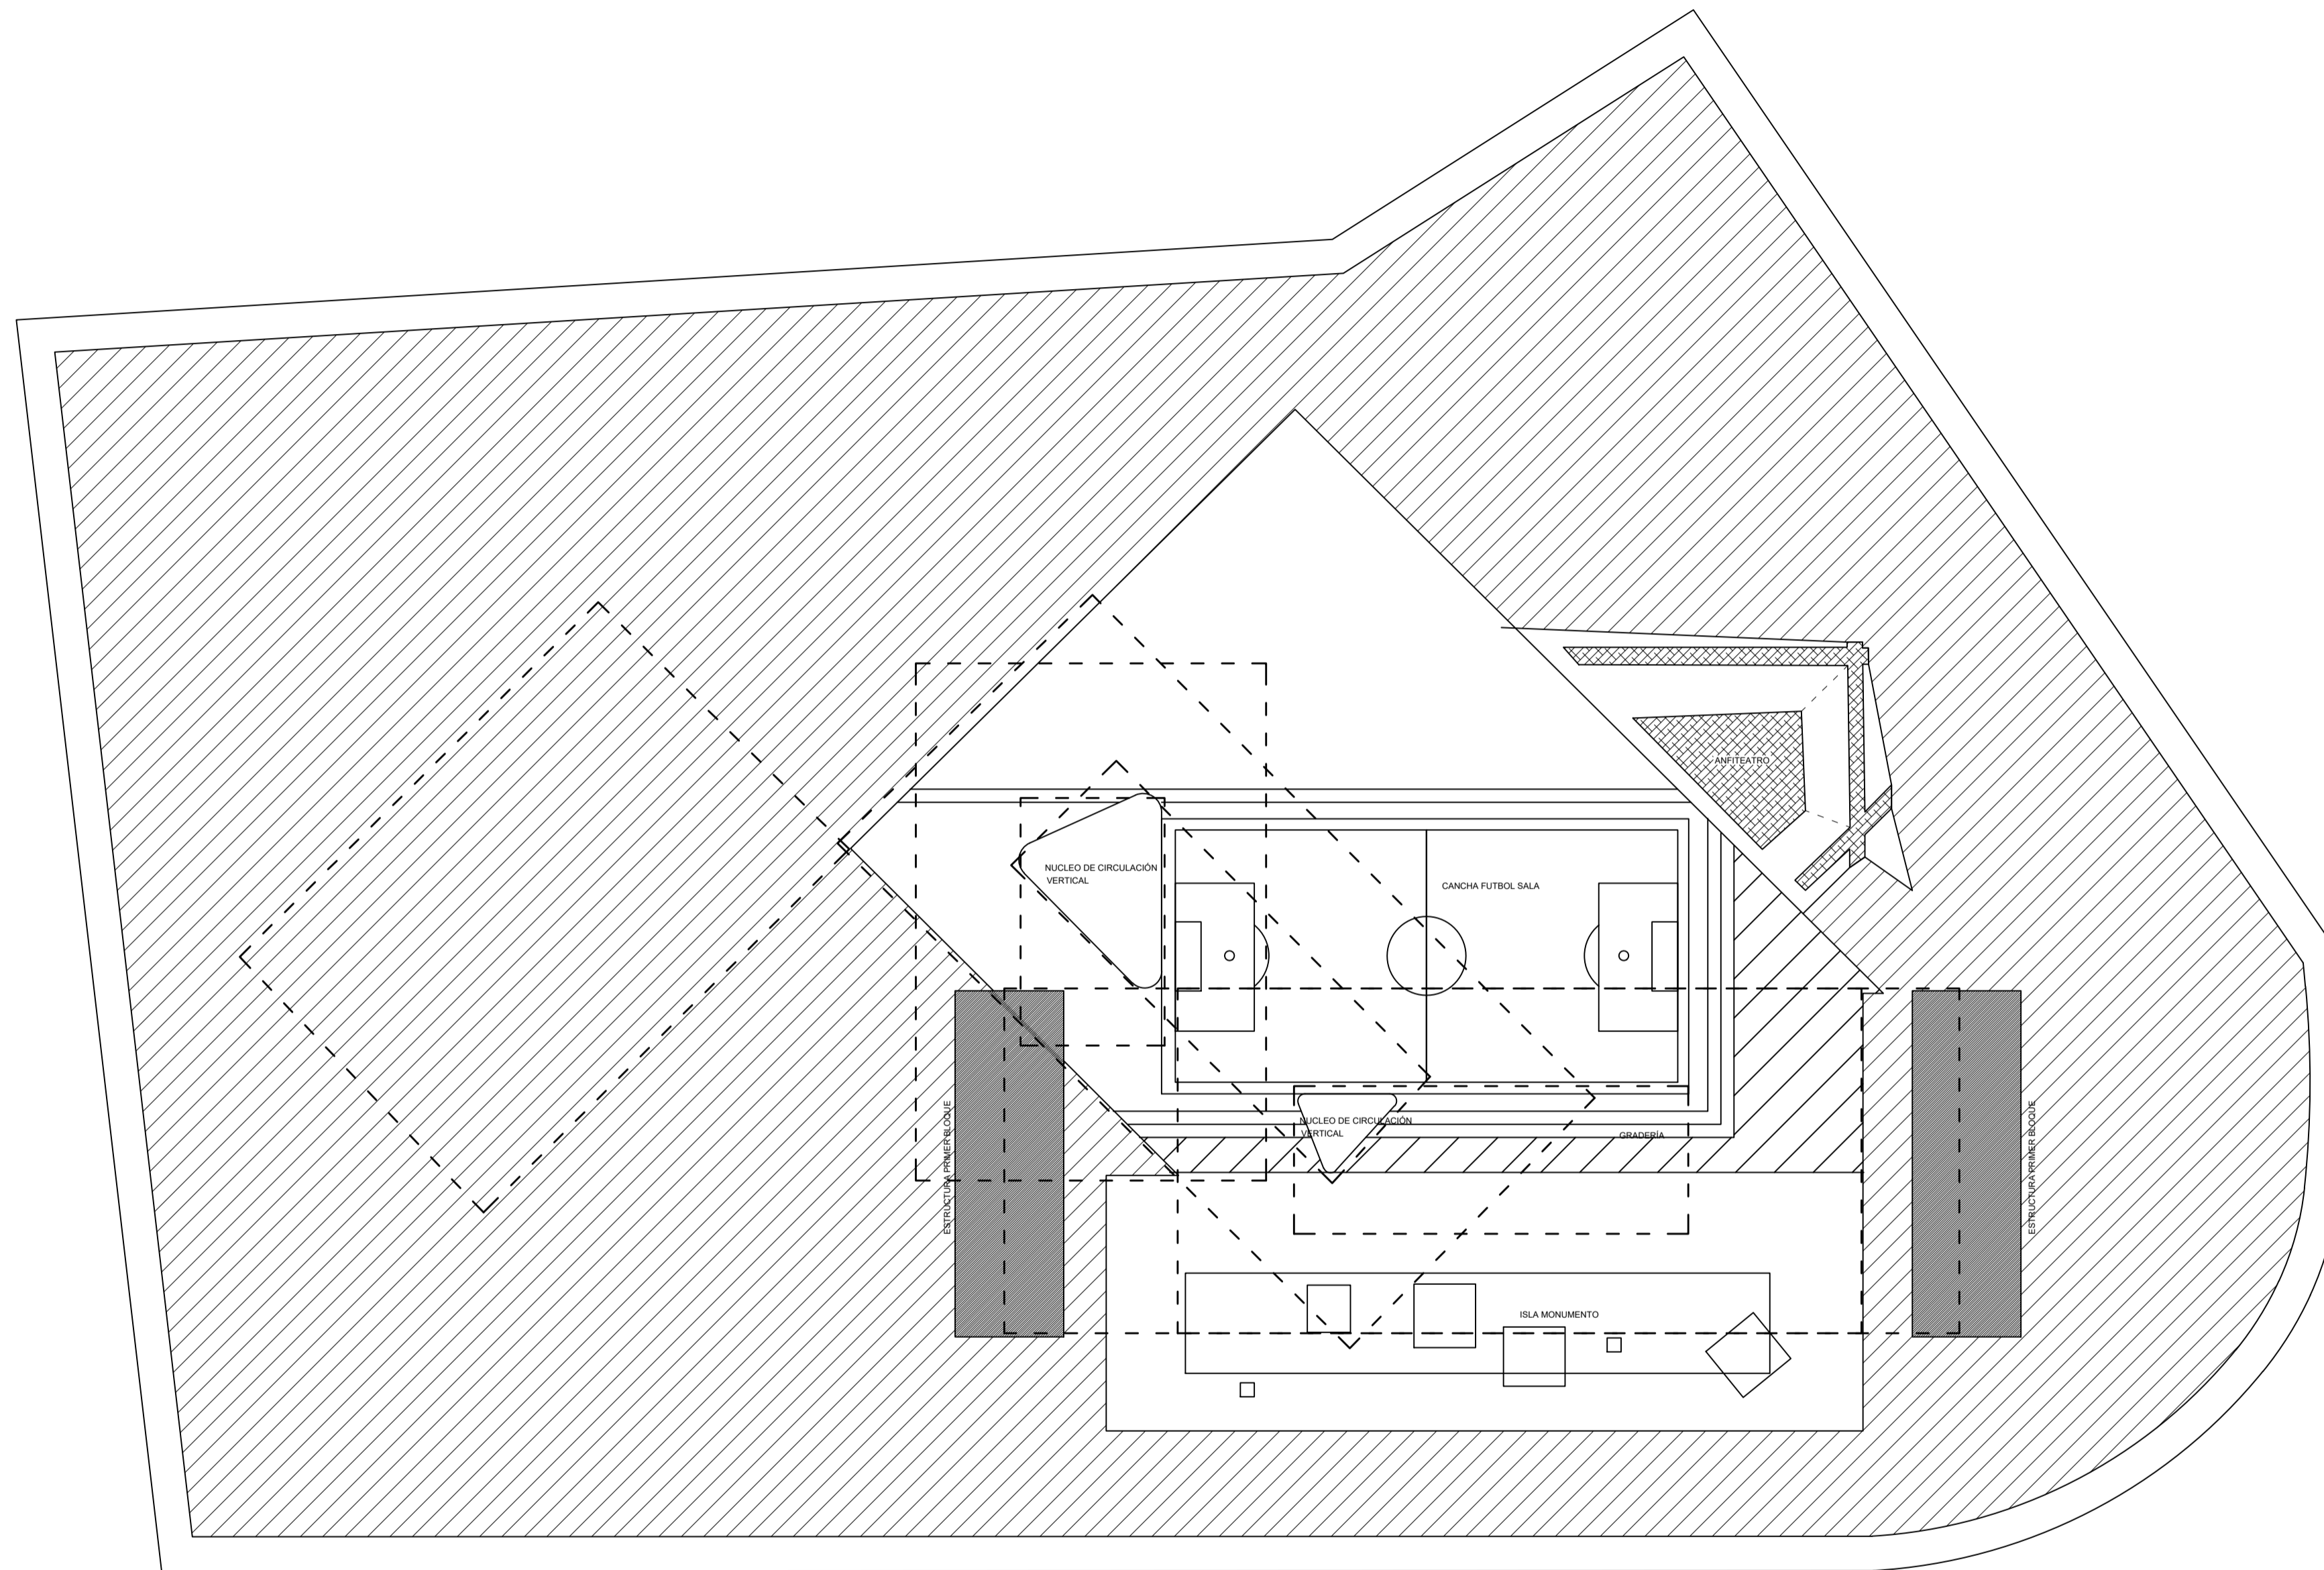 ANFITEATRO
NUCLEO DE CIRCULACIÓN
VERTICAL
CANCHA FUTBOL SALA
ESTRUCTURA PRIMER BLOQUE
NUCLEO DE CIRCULACIÓN
VERTICAL
GRADERÍA
ESTRUCTURA PRIMER BLOQUE
ISLA MONUMENTO